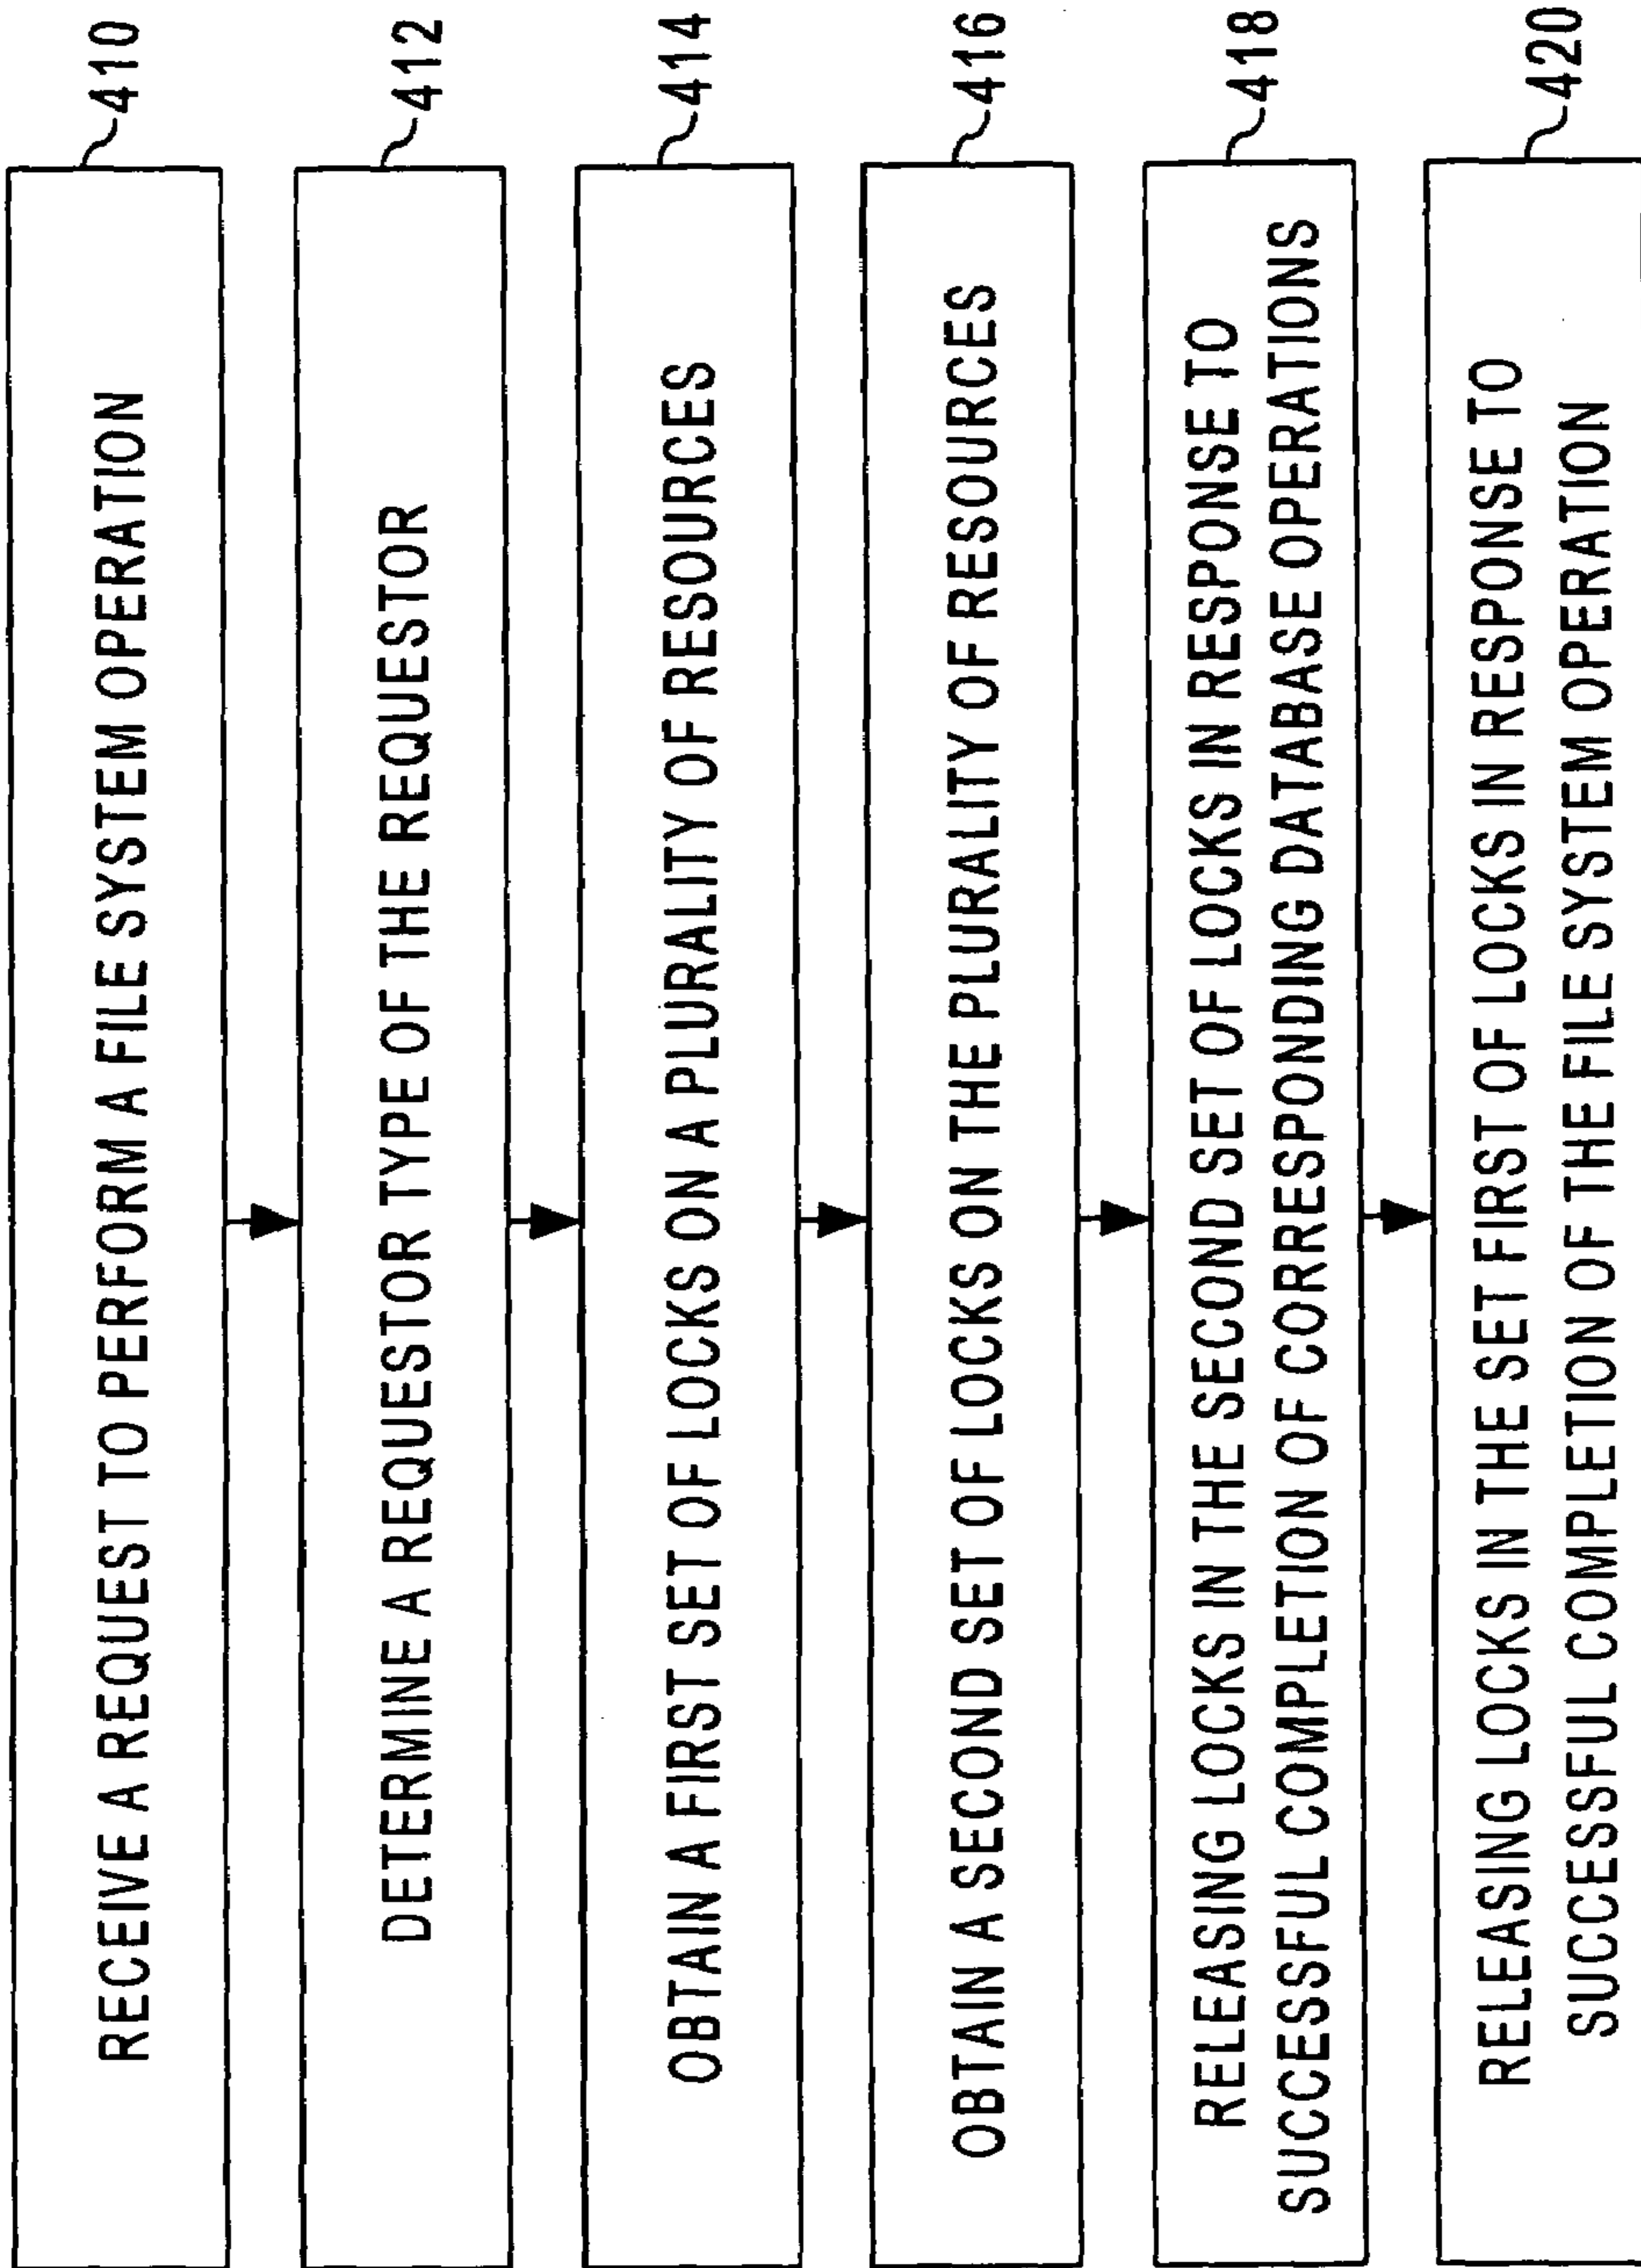 RECEIVE A REQUEST TO PERFORM A FILE SYSTEM OPERATION
410
DETERMINE A REQUESTOR TYPE OF THE REQUESTOR
412
OBTAIN A FIRST SET OF LOCKS ON A PLURALITY OF RESOURCES
414
OBTAIN A SECOND SET OF LOCKS ON THE PLURALITY OF RESOURCES
416
RELEASING LOCKS IN THE SECOND SET OF LOCKS IN RESPONSE TO
SUCCESSFUL COMPLETION OF CORRESPONDING DATABASE OPERATIONS
418
RELEASING LOCKS IN THE SET FIRST OF LOCKS IN RESPONSE TO
SUCCESSFUL COMPLETION OF THE FILE SYSTEM OPERATION
420